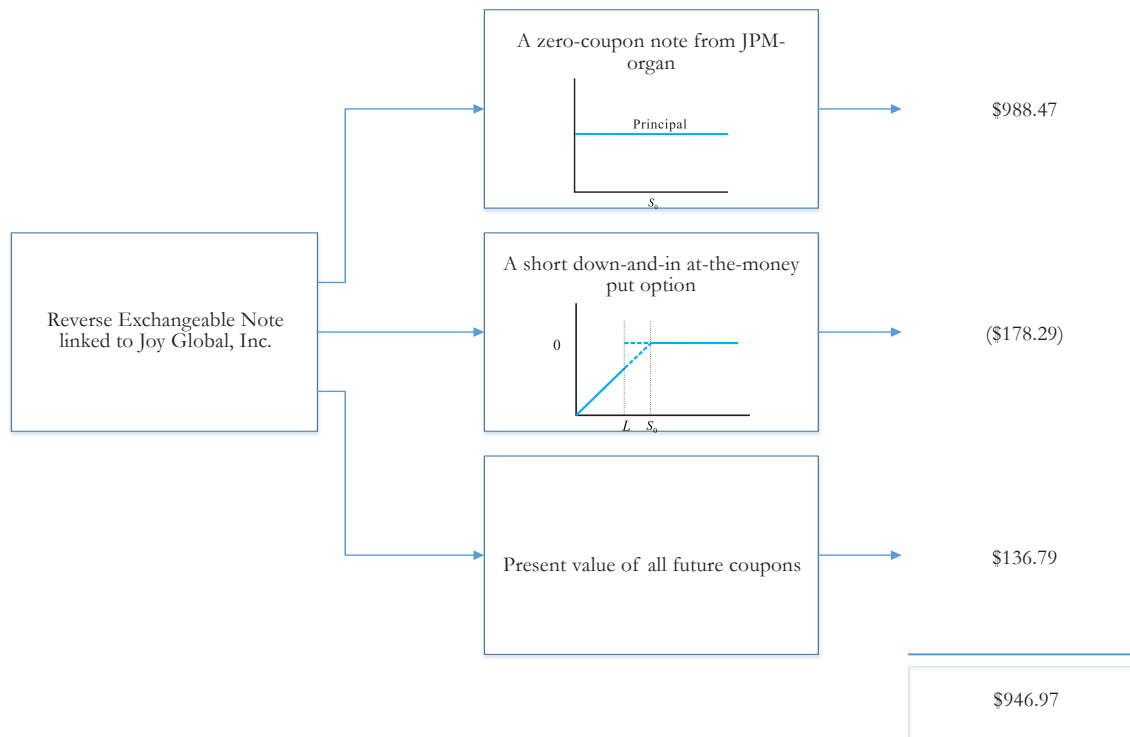 A zero-coupon note from JPM-
organ
Principal
S₀
$988.47
Reverse Exchangeable Note
linked to Joy Global, Inc.
A short down-and-in at-the-money
put option
0
L S₀
($178.29)
Present value of all future coupons
$136.79
$946.97